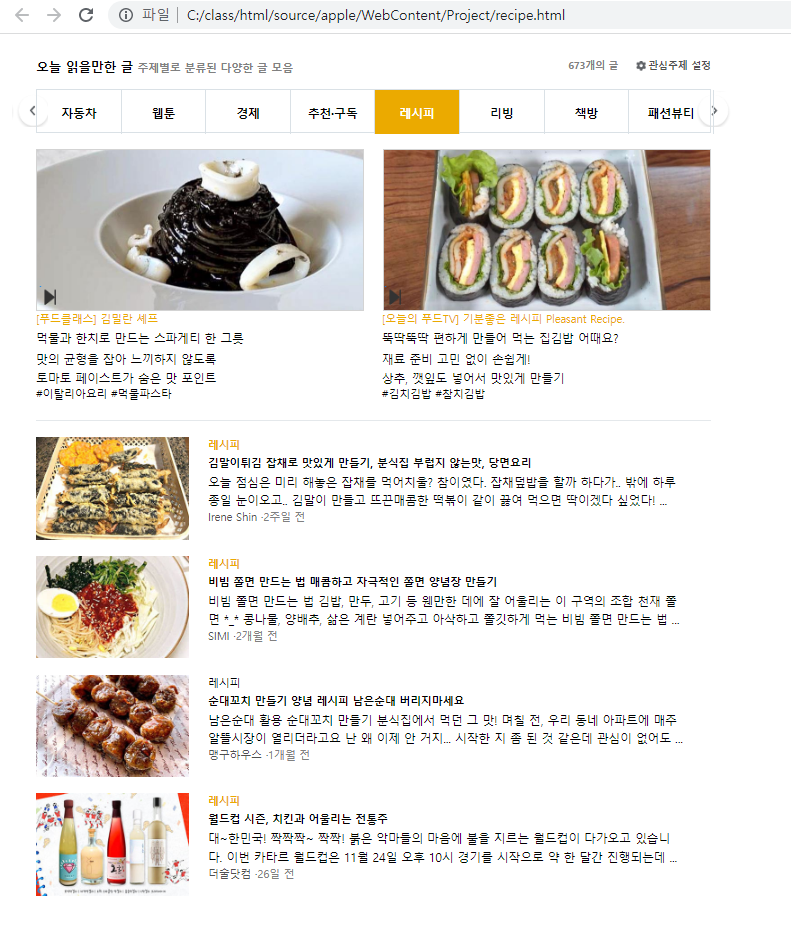 파일 | C:/class/html/source/apple/WebContent/Project/recipe.html
오늘 읽을만한 글 주제별로 분류된 다양한 글 모음 673개의 글 관심주제 설정
자동차 웹툰 경제 추천·구독 레시피 리빙 책방 패션뷰티
[푸드클래스] 김밀란 셰프
먹물과 한치로 만드는 스파게티 한 그릇
맛의 균형을 잡아 느끼하지 않도록
토마토 페이스트가 숨은 맛 포인트
#이탈리아요리 #먹물파스타
[오늘의 푸드TV] 기분좋은 레시피 Pleasant Recipe.
뚝딱뚝딱 편하게 만들어 먹는 집김밥 어때요?
재료 준비 고민 없이 손쉽게!
상추, 깻잎도 넣어서 맛있게 만들기
#김치김밥 #참치김밥
레시피
김말이튀김 잡채로 맛있게 만들기, 분식집 부럽지 않는맛, 당면요리
오늘 점심은 미리 해놓은 잡채를 먹어치울? 참이였다. 잡채덮밥을 할까 하다가.. 밖에 하루
종일 눈이오고.. 김말이 만들고 뜨끈매콤한 떡볶이 같이 끓여 먹으면 딱이겠다 싶었다! ...
Irene Shin ·2주일 전
레시피
비빔 쫄면 만드는 법 매콤하고 자극적인 쫄면 양념장 만들기
비빔 쫄면 만드는 법 김밥, 만두, 고기 등 웬만한 데에 잘 어울리는 이 구역의 조합 천재 쫄
면 *_* 콩나물, 양배추, 삶은 계란 넣어주고 아삭하고 쫄깃하게 먹는 비빔 쫄면 만드는 법 ...
SIMI ·2개월 전
레시피
순대꼬치 만들기 양념 레시피 남은순대 버리지마세요
남은순대 활용 순대꼬치 만들기 분식집에서 먹던 그 맛! 며칠 전, 우리 동네 아파트에 매주
알뜰시장이 열리더라고요 난 왜 이제 안 거지... 시작한 지 좀 된 것 같은데 관심이 없어도 ...
맹구하우스 ·1개월 전
레시피
월드컵 시즌, 치킨과 어울리는 전통주
대~한민국! 짝짝짝~ 짝짝! 붉은 악마들의 마음에 불을 지르는 월드컵이 다가오고 있습니
다. 이번 카타르 월드컵은 11월 24일 오후 10시 경기를 시작으로 약 한 달간 진행되는데 ...
더술닷컴 ·26일 전